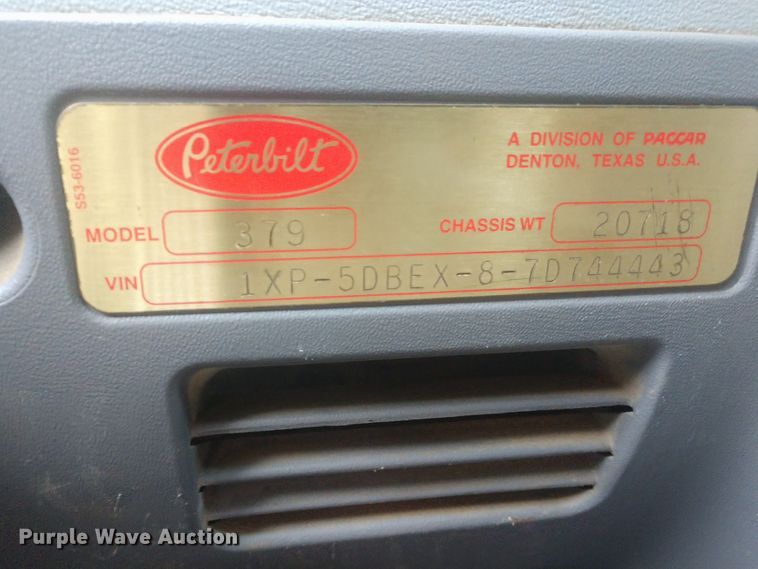 S53-6016
Peterbilt
A DIVISION OF PACCAR
DENTON, TEXAS U.S.A.
MODEL 379 CHASSIS WT 20718
VIN 1XP-5DBEX-8-7D744443
Purple Wave Auction®